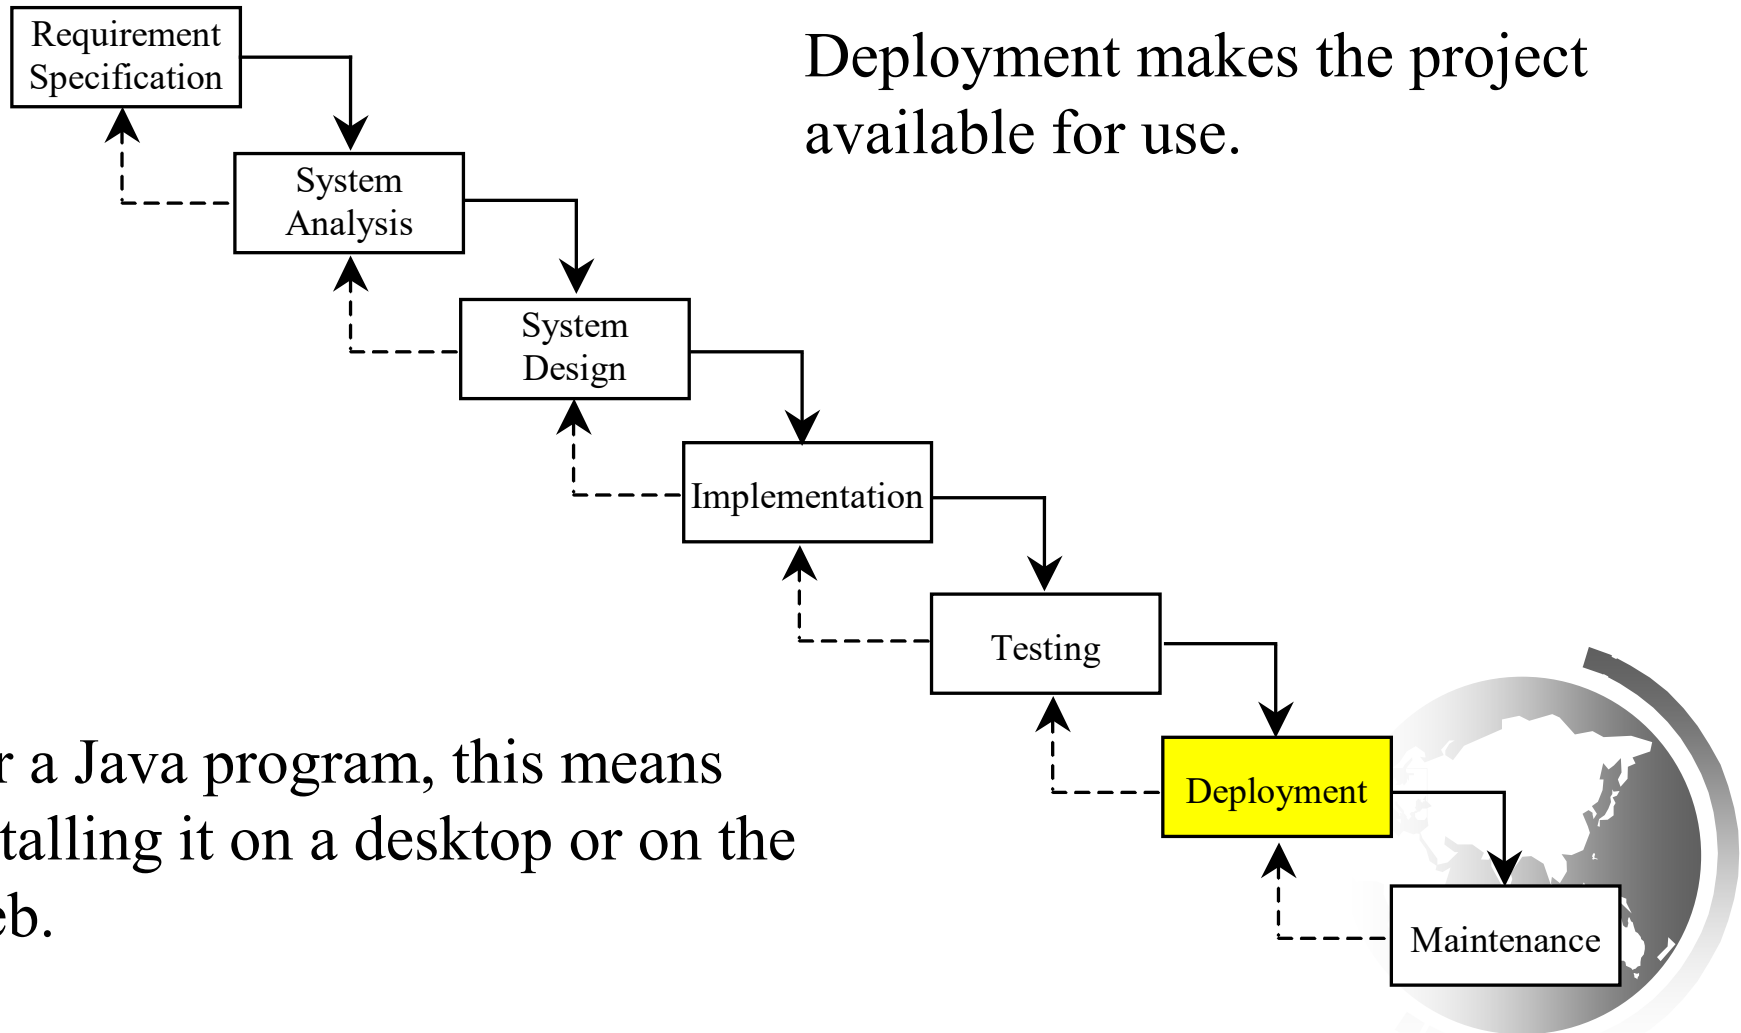 Requirement
Specification
Deployment makes the project
available for use.
System
Analysis
System
Design
Implementation
Testing
r a Java program, this means
talling it on a desktop or on the
eb.
Deployment
Maintenance